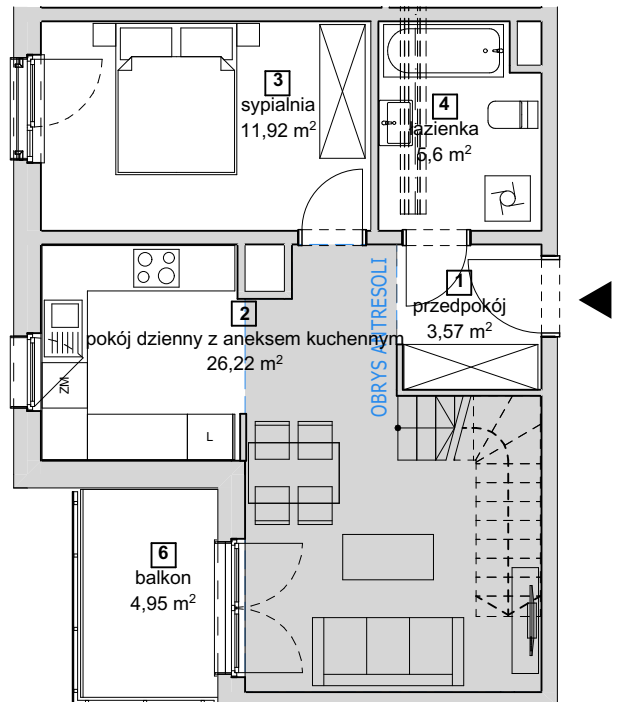 3
sypialnia
11,92 m²
4
łazienka
5,6 m²
1
przedpokój
3,57 m²
OBRYS ANTRESOLI
2
pokój dzienny z aneksem kuchennym
26,22 m²
ZM
L
6
balkon
4,95 m²